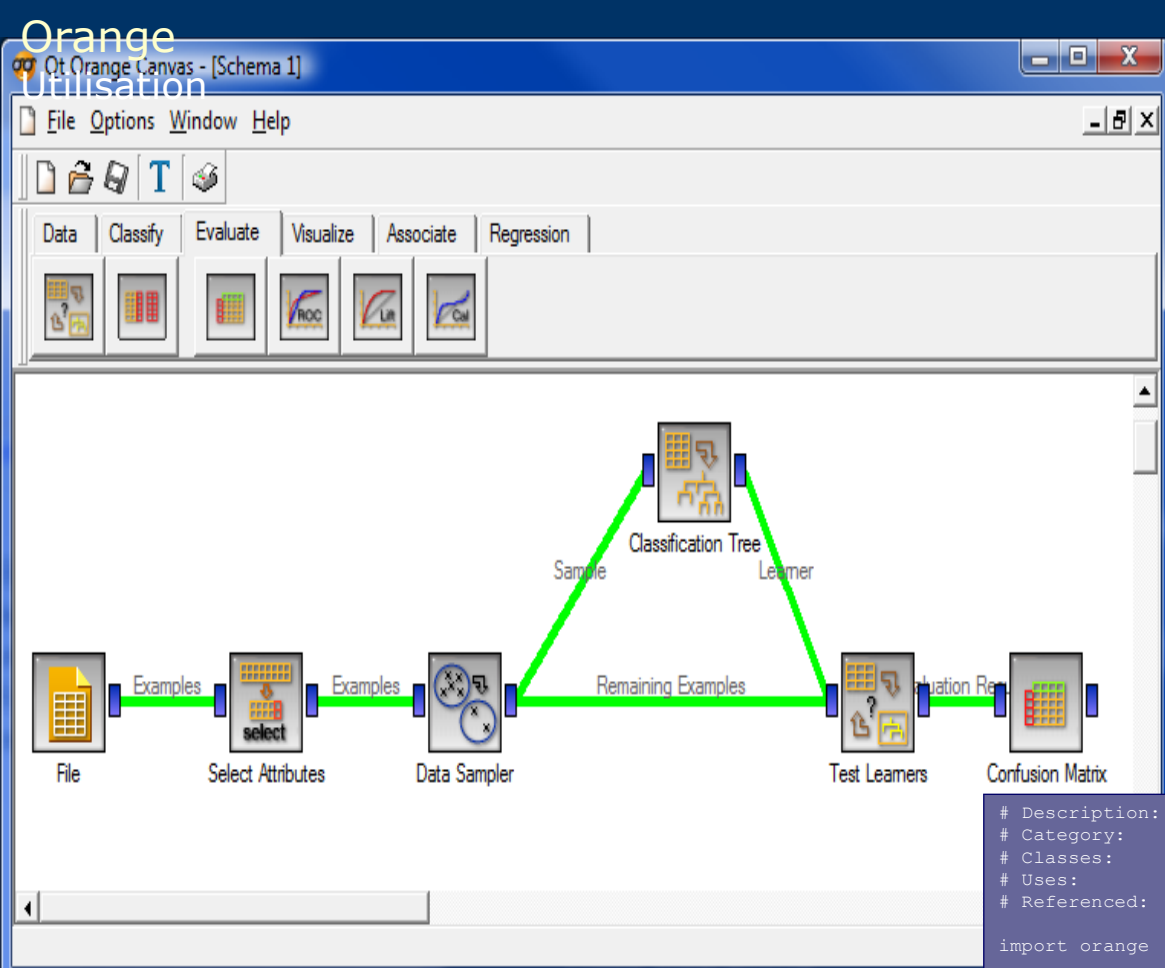 Orange
Utilisation
Qt Orange Canvas - [Schema 1]
File Options Window Help
T
Data Classify Evaluate Visualize Associate Regression
? ROC Lift Cal
Classification Tree
Sample Learner
Examples Examples Remaining Examples
select ?
File Select Attributes Data Sampler Test Learners Confusion Matrix
# Description:
# Category:
# Classes:
# Uses:
# Referenced:
import orange